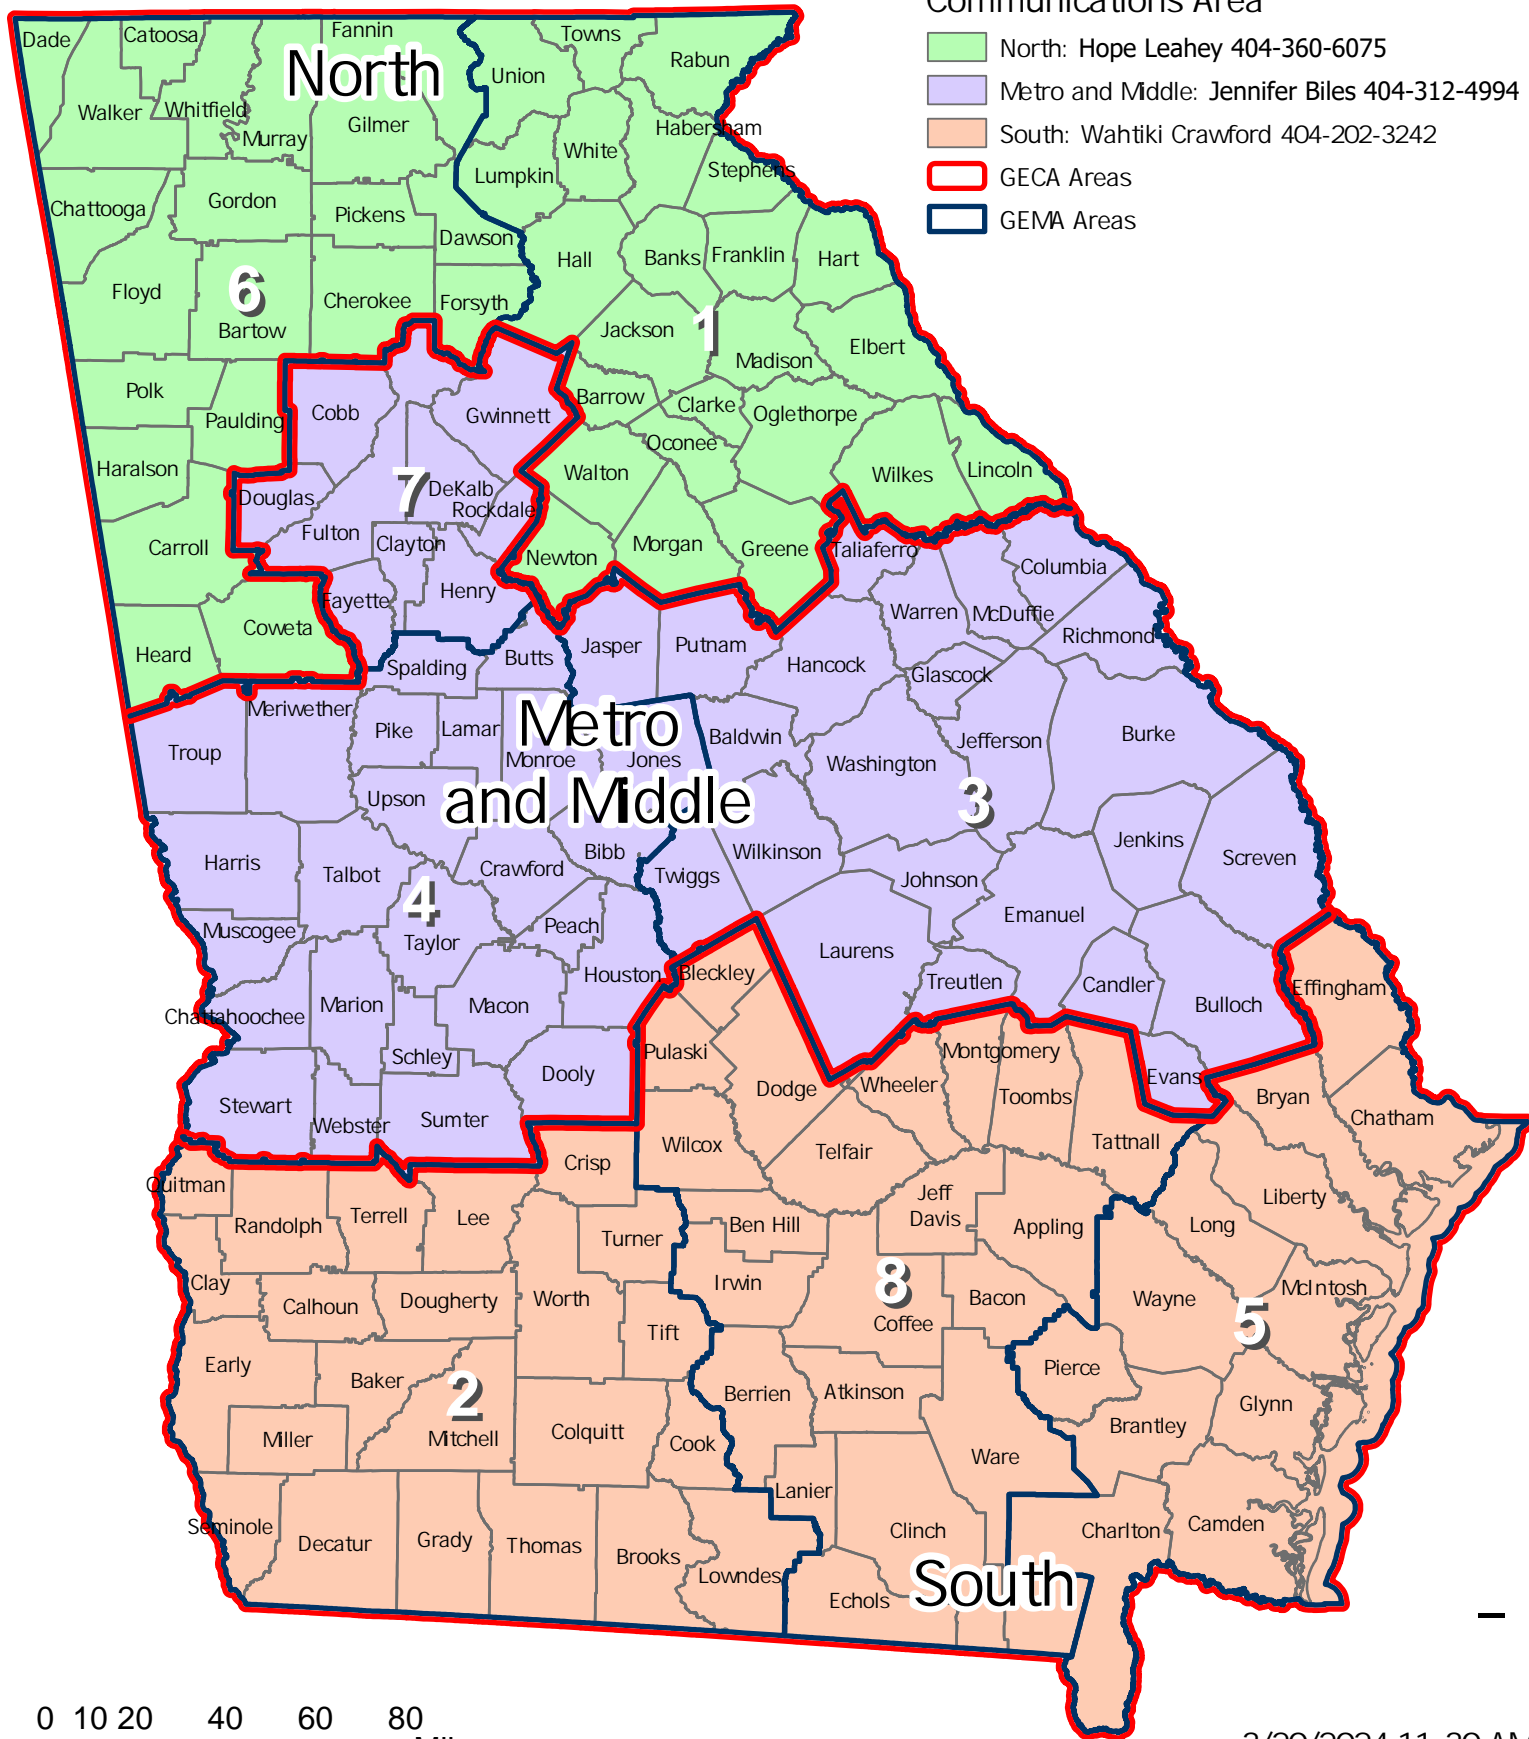 Communications Area
North: Hope Leahey 404-360-6075
Metro and Middle: Jennifer Biles 404-312-4994
South: Wahtiki Crawford 404-202-3242
GECA Areas
GEMA Areas
North
Dade
Catoosa
Fannin
Towns
Union
Rabun
Walker
Whitfield
Murray
Gilmer
Habersham
White
Stephens
Lumpkin
Chattooga
Gordon
Pickens
Dawson
Hall
Banks
Franklin
Hart
Floyd
6
Bartow
Cherokee
Forsyth
Jackson
1
Madison
Elbert
Polk
Paulding
Cobb
Gwinnett
Barrow
Clarke
Oglethorpe
Oconee
Haralson
Walton
Wilkes
Lincoln
Douglas
7
DeKalb
Rockdale
Fulton
Clayton
Carroll
Newton
Morgan
Greene
Taliaferro
Columbia
Henry
Fayette
Warren
McDuffie
Coweta
Richmond
Heard
Spalding
Butts
Jasper
Putnam
Hancock
Glascock
Meriwether
Metro
and Middle
Troup
Pike
Lamar
Monroe
Jones
Baldwin
Jefferson
Burke
Washington
Upson
3
Harris
Talbot
Crawford
Bibb
Twiggs
Wilkinson
Jenkins
Screven
Johnson
4
Emanuel
Muscogee
Taylor
Peach
Laurens
Houston
Bleckley
Treutlen
Candler
Bulloch
Effingham
Chattahoochee
Marion
Macon
Schley
Pulaski
Montgomery
Dooly
Dodge
Wheeler
Toombs
Evans
Bryan
Stewart
Webster
Sumter
Chatham
Wilcox
Telfair
Tattnall
Crisp
Quitman
Randolph
Terrell
Lee
Turner
Ben Hill
Jeff
Davis
Appling
Long
Liberty
Clay
Calhoun
Dougherty
Worth
Irwin
8
Coffee
Bacon
Wayne
McIntosh
5
Tift
Early
Baker
2
Mitchell
Berrien
Atkinson
Pierce
Glynn
Brantley
Miller
Colquitt
Cook
Ware
Lanier
Seminole
Decatur
Grady
Thomas
Brooks
Lowndes
Clinch
Charlton
Camden
Echols
South
0 10 20 40 60 80